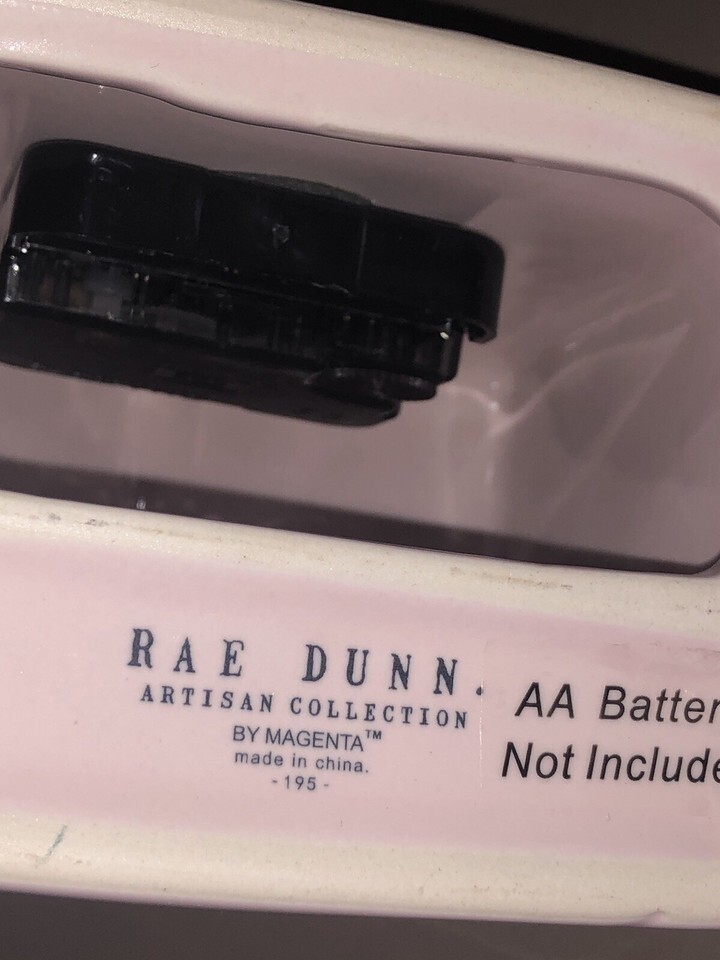 RAE DUNN.
ARTISAN COLLECTION
BY MAGENTA™
made in china.
- 195 -
AA Batter
Not Include